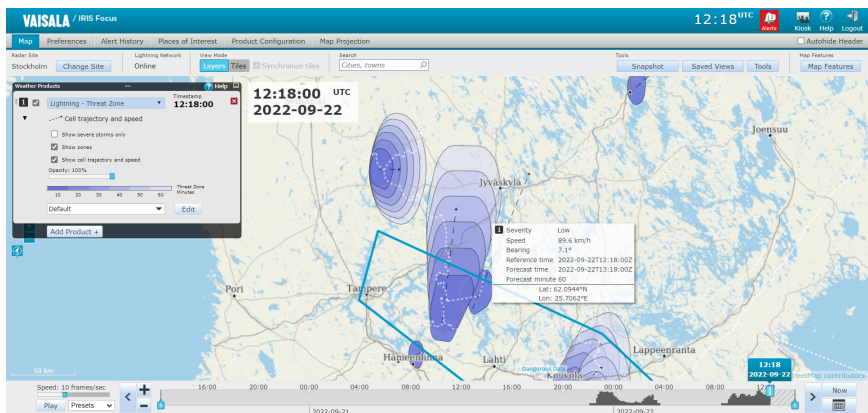 VAISALA / IRIS Focus
12:18 UTC
Alerts
Kiosk Help Logout
Map Preferences Alert History Places of Interest Product Configuration Map Projection
Autohide Header
Radar Site
Stockholm Change Site
Lightning Network
Online
View Mode
Layers Tiles Synchronize tiles
Search
Cities, towns
Tools
Snapshot Saved Views Tools
Map Features
Map Features
Weather Products
? Help
1 Lightning - Threat Zone
Timestamp
12:18:00
Cell trajectory and speed
Show severe storms only
Show zones
Show cell trajectory and speed
Opacity: 100%
10 20 30 40 50 60
Threat Zone
Minutes
Default Edit
Add Product +
12:18:00 UTC
2022-09-22
Joensuu
Jyväskylä
1 Severity Low
Speed 89.6 km/h
Bearing 7.1°
Reference time 2022-09-22T12:18:00Z
Forecast time 2022-09-22T13:18:00Z
Forecast minute 60
Lat: 62.0944°N
Lon: 25.7062°E
Pori
Tampere
Hämeenlinna
Lahti
Lappeenranta
Kouvola
Dangerous Data
50 km
12:18
2022-09-22
StreetMap contributors
Speed: 10 frames/sec
Play Presets
16:00 20:00 00:00 04:00 08:00 12:00 16:00 20:00 00:00 04:00 08:00 12
2022-09-21
2022-09-22
Now